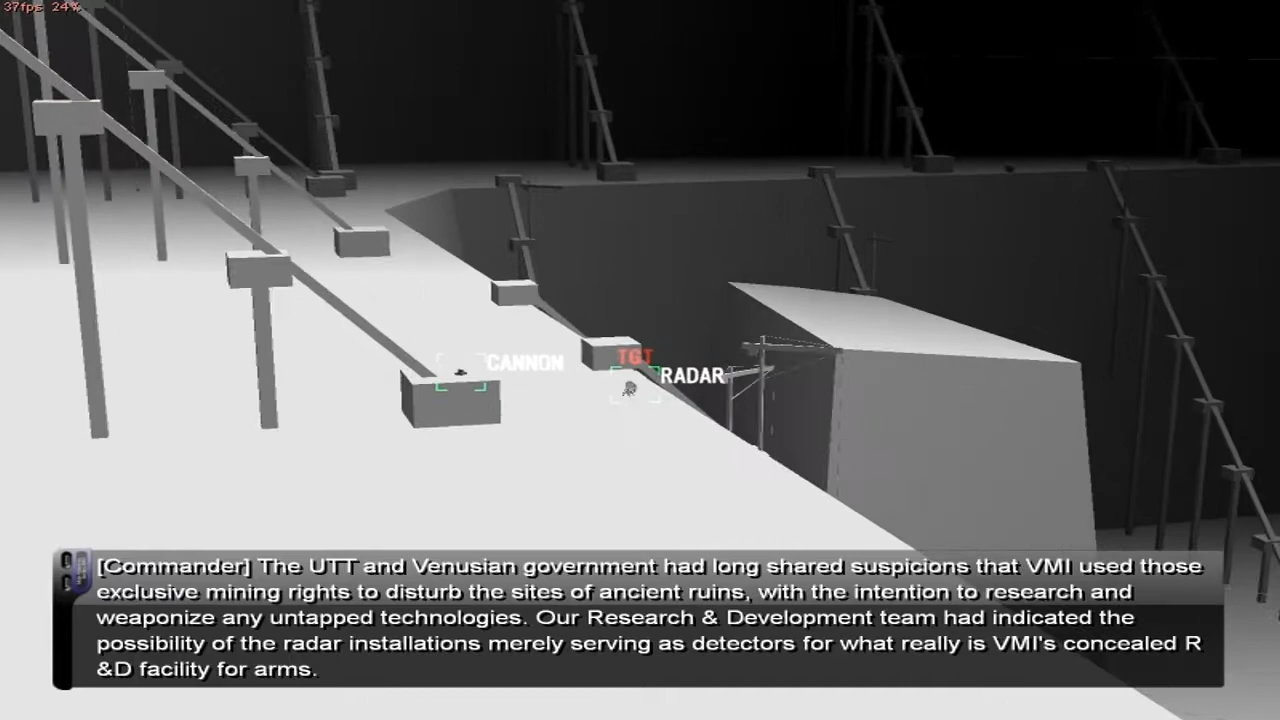 37fps 24%
CANNON
TGT
RADAR
[Commander] The UTT and Venusian government had long shared suspicions that VMI used those
exclusive mining rights to disturb the sites of ancient ruins, with the intention to research and
weaponize any untapped technologies. Our Research & Development team had indicated the
possibility of the radar installations merely serving as detectors for what really is VMI's concealed R
&D facility for arms.